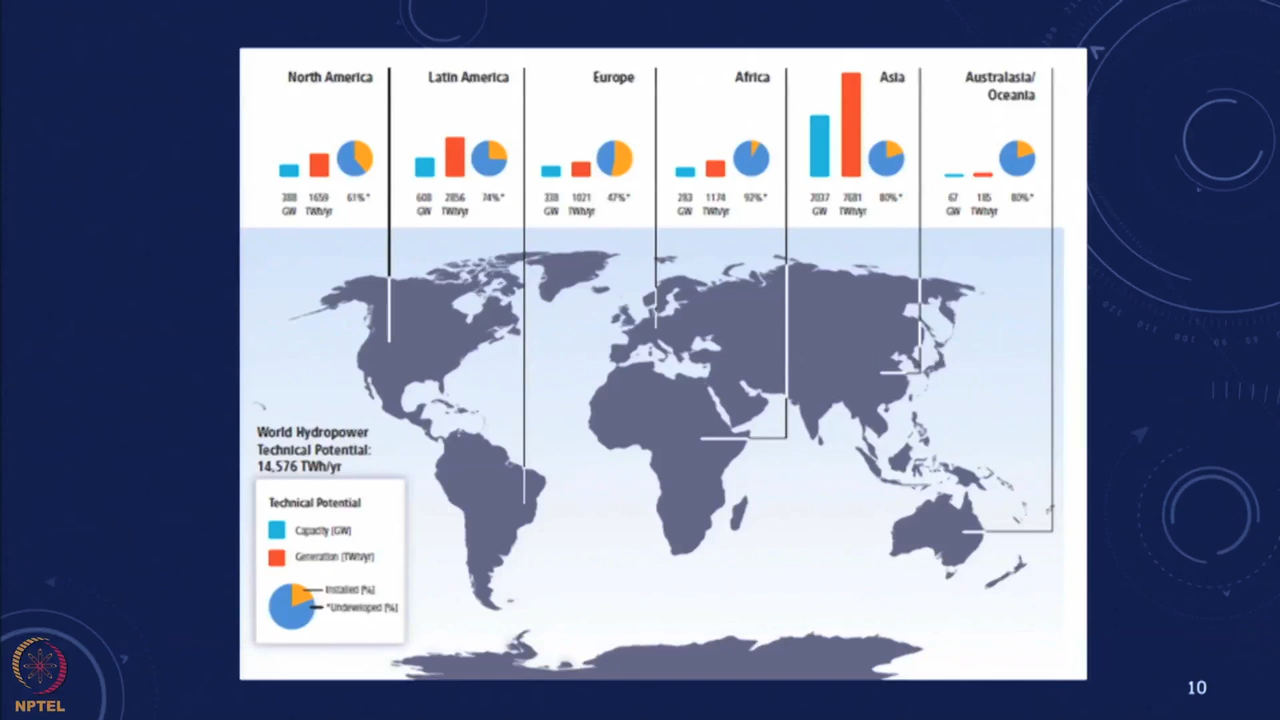 North America
388 GW
1659 TWh/yr
61%*
Latin America
608 GW
2856 TWh/yr
74%*
Europe
338 GW
1021 TWh/yr
47%*
Africa
283 GW
1174 TWh/yr
92%*
Asia
2037 GW
7681 TWh/yr
80%*
Australasia/
Oceania
67 GW
185 TWh/yr
80%*
World Hydropower
Technical Potential:
14,576 TWh/yr
Technical Potential
Capacity [GW]
Generation [TWh/yr]
Installed [%]
*Undeveloped [%]
NPTEL
10